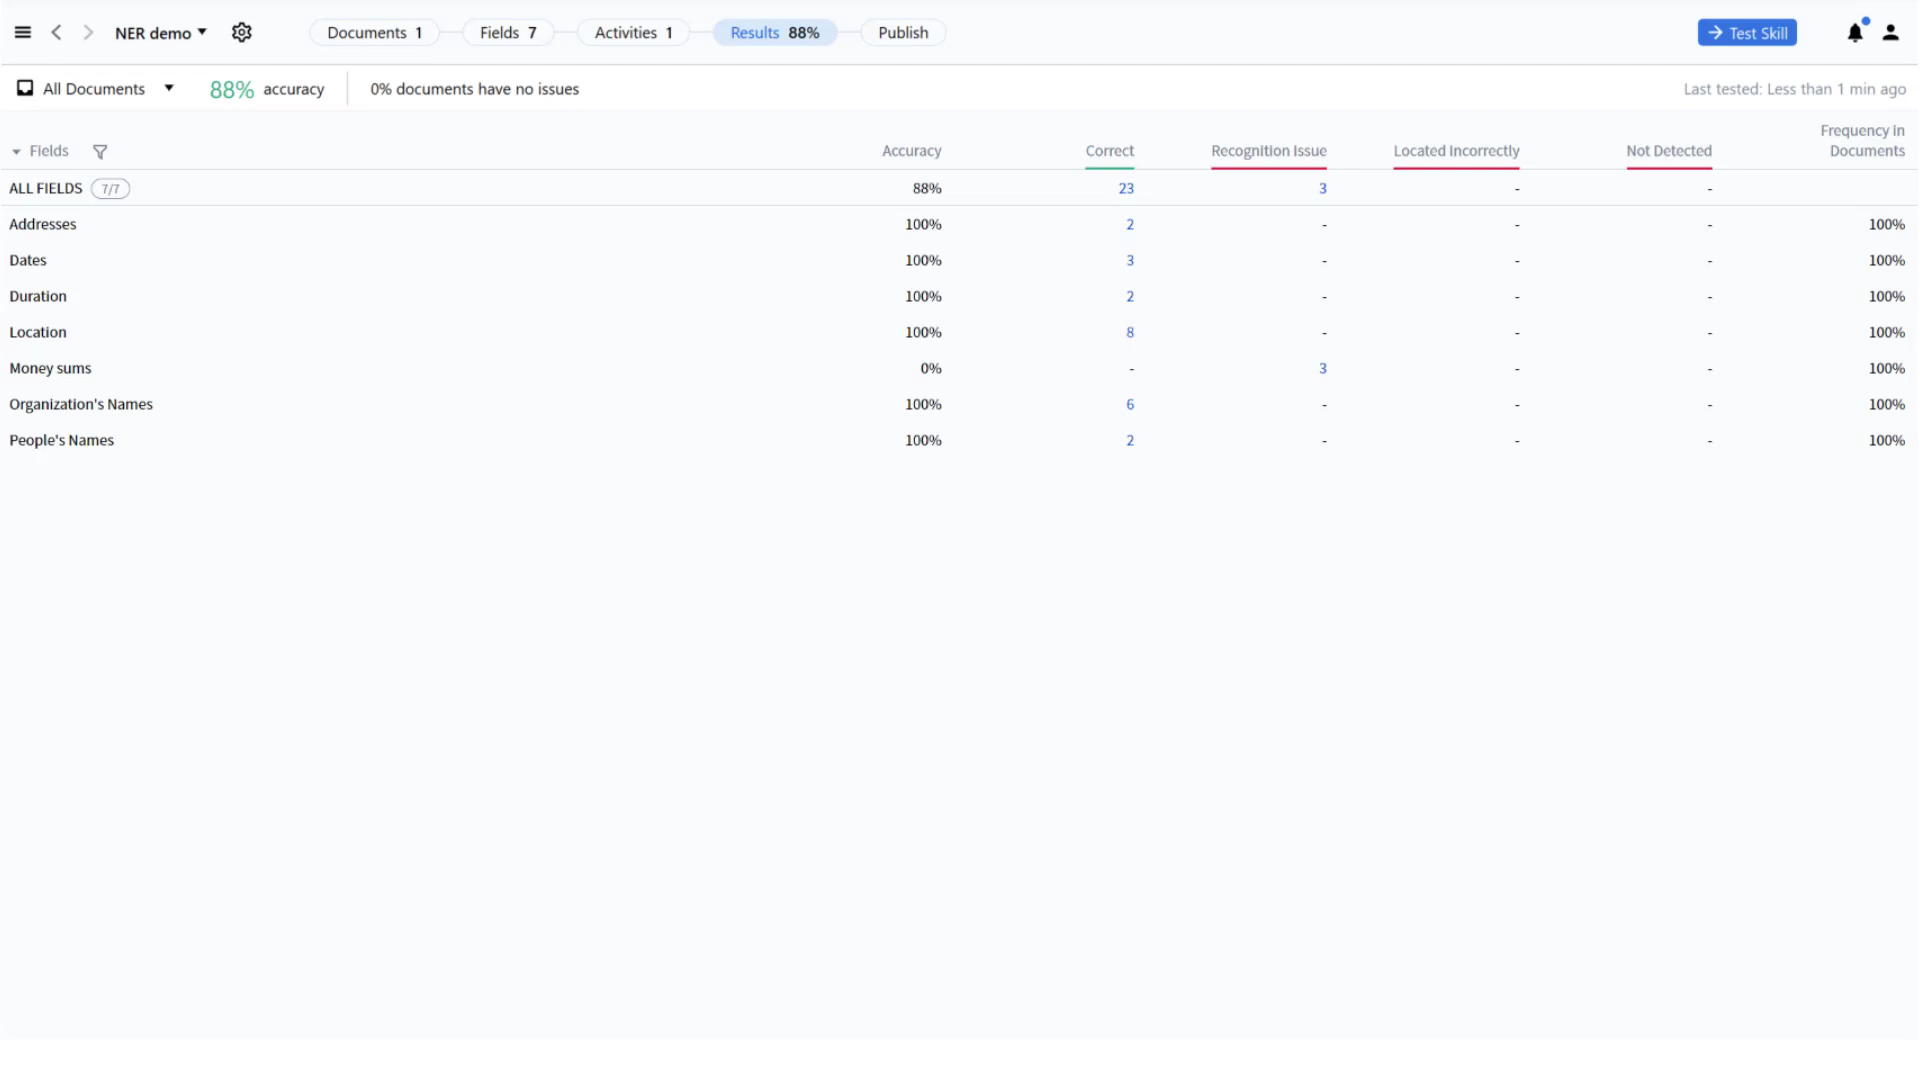 NER demo Documents 1 Fields 7 Activities 1 Results 88% Publish Test Skill
All Documents 88% accuracy 0% documents have no issues Last tested: Less than 1 min ago
Fields Accuracy Correct Recognition Issue Located Incorrectly Not Detected Frequency in Documents
ALL FIELDS 7/7 88% 23 3 - -
Addresses 100% 2 - - - 100%
Dates 100% 3 - - - 100%
Duration 100% 2 - - - 100%
Location 100% 8 - - - 100%
Money sums 0% - 3 - - 100%
Organization's Names 100% 6 - - - 100%
People's Names 100% 2 - - - 100%